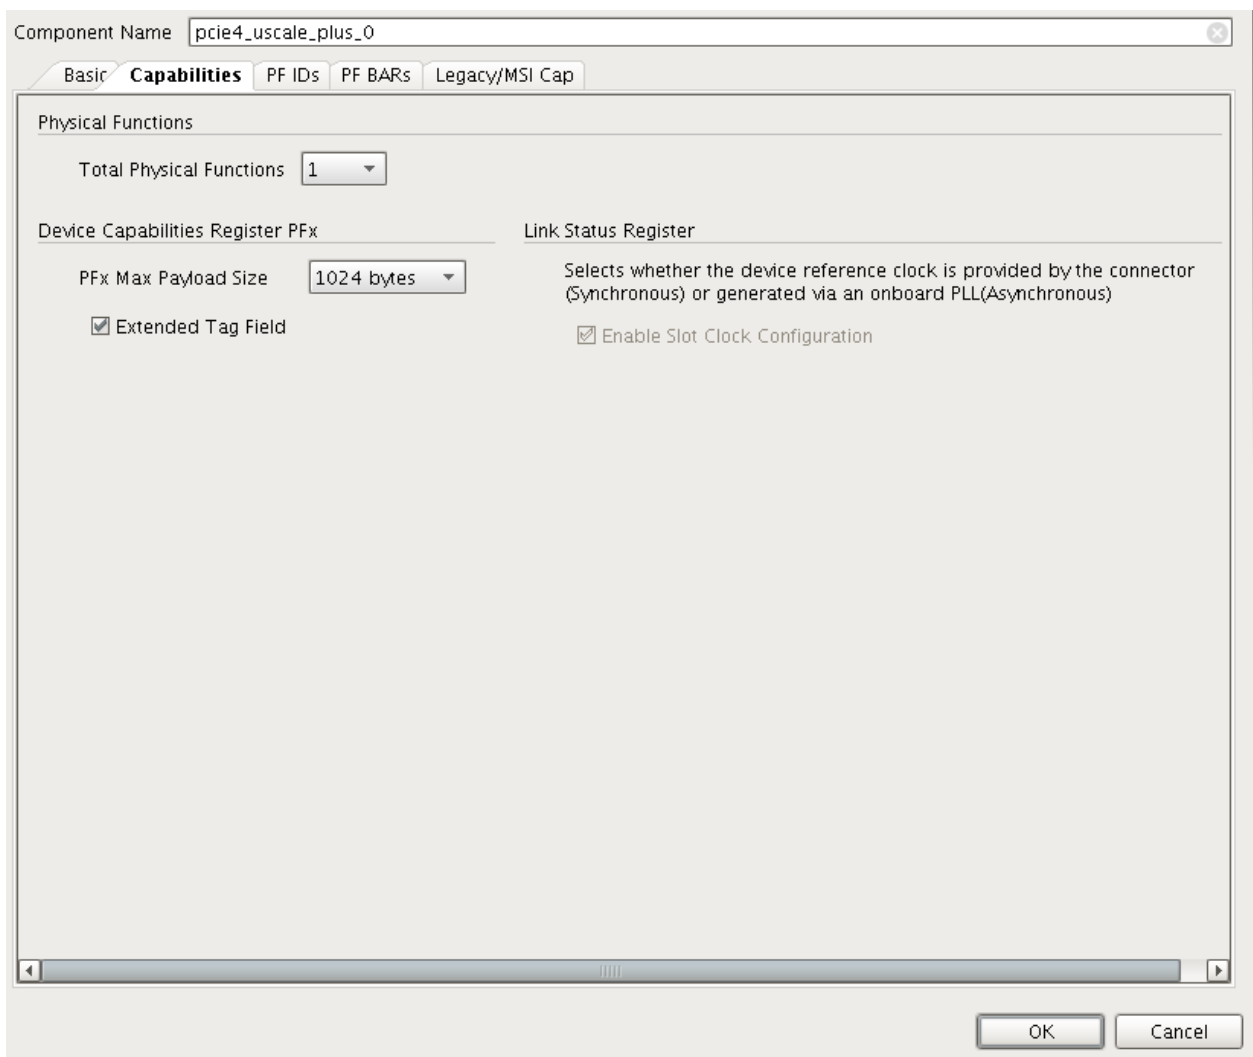 Component Name pcie4_uscale_plus_0
Basic Capabilities PF IDs PF BARs Legacy/MSI Cap
Physical Functions
Total Physical Functions 1
Device Capabilities Register PFx
PFx Max Payload Size 1024 bytes
Extended Tag Field
Link Status Register
Selects whether the device reference clock is provided by the connector
(Synchronous) or generated via an onboard PLL(Asynchronous)
Enable Slot Clock Configuration
OK Cancel